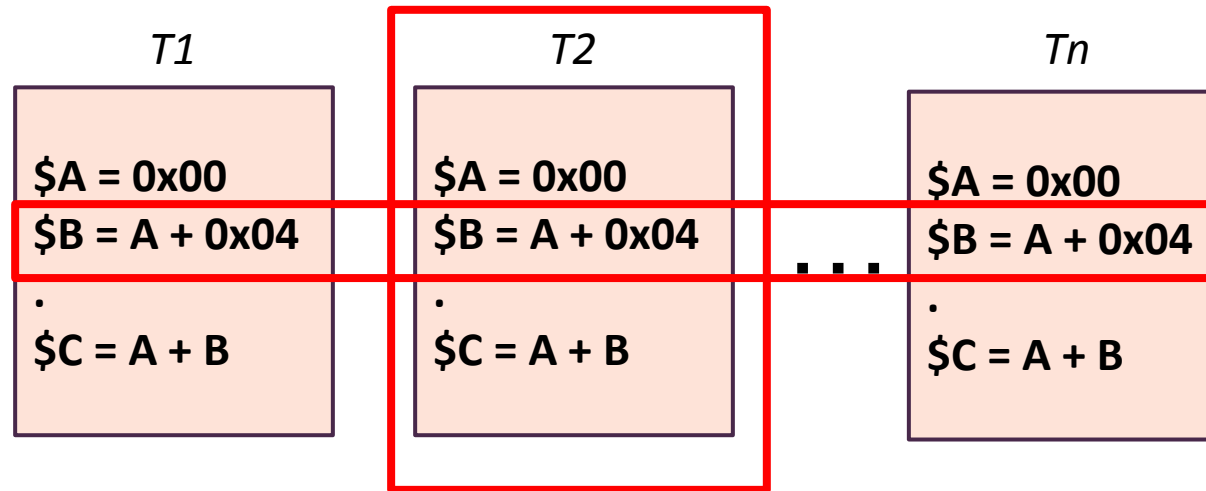 T1
$A = 0x00
$B = A + 0x04
.
$C = A + B
T2
$A = 0x00
$B = A + 0x04
.
$C = A + B
...
Tn
$A = 0x00
$B = A + 0x04
.
$C = A + B